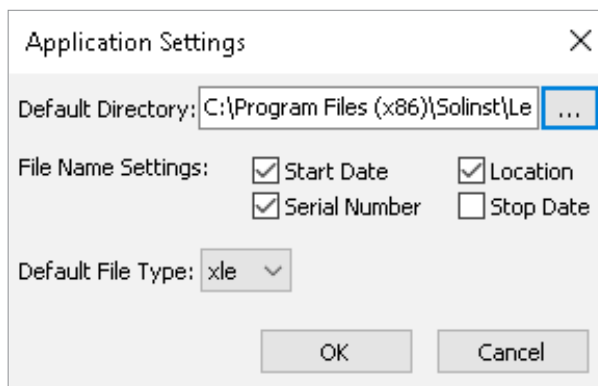 Application Settings
Default Directory: C:\Program Files (x86)\Solinst\Le ...
File Name Settings: Start Date Location
Serial Number Stop Date
Default File Type: xle
OK Cancel